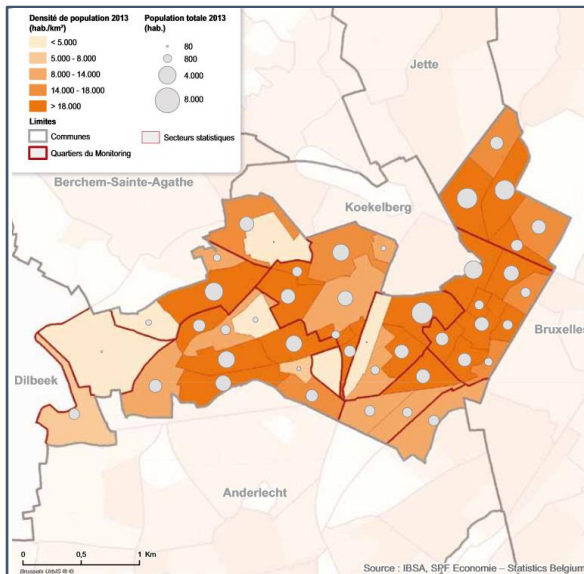 Densité de population 2013
(hab./km²)
< 5.000
5.000 - 8.000
8.000 - 14.000
14.000 - 18.000
> 18.000
Limites
Communes
Quartiers du Monitoring
Population totale 2013
(hab.)
80
800
4.000
8.000
Secteurs statistiques
Jette
Berchem-Sainte-Agathe
Koekelberg
Bruxelles
Dilbeek
Anderlecht
0 0,5 1 Km
Brussels UrbIS ® ©
Source : IBSA, SPF Economie – Statistics Belgium